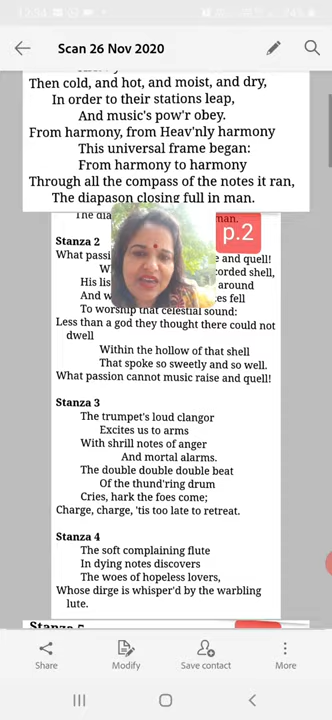 12:34
74%
Scan 26 Nov 2020
Then cold, and hot, and moist, and dry,
In order to their stations leap,
And music's pow'r obey.
From harmony, from Heav'nly harmony
This universal frame began:
From harmony to harmony
Through all the compass of the notes it ran,
The diapason closing full in man.
The dia man.
p.2
Stanza 2
What passi e and quell!
corded shell,
His lis around
And w es fell
To worship that celestial sound:
Less than a god they thought there could not
dwell
Within the hollow of that shell
That spoke so sweetly and so well.
What passion cannot music raise and quell!
Stanza 3
The trumpet's loud clangor
Excites us to arms
With shrill notes of anger
And mortal alarms.
The double double double beat
Of the thund'ring drum
Cries, hark the foes come;
Charge, charge, 'tis too late to retreat.
Stanza 4
The soft complaining flute
In dying notes discovers
The woes of hopeless lovers,
Whose dirge is whisper'd by the warbling
lute.
Share
Modify
Save contact
More